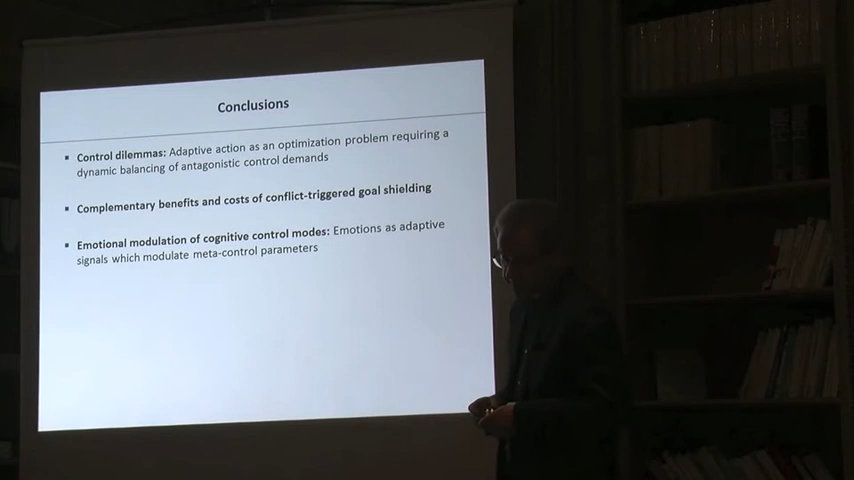 Conclusions
▪ Control dilemmas: Adaptive action as an optimization problem requiring a
dynamic balancing of antagonistic control demands
▪ Complementary benefits and costs of conflict-triggered goal shielding
▪ Emotional modulation of cognitive control modes: Emotions as adaptive
signals which modulate meta-control parameters